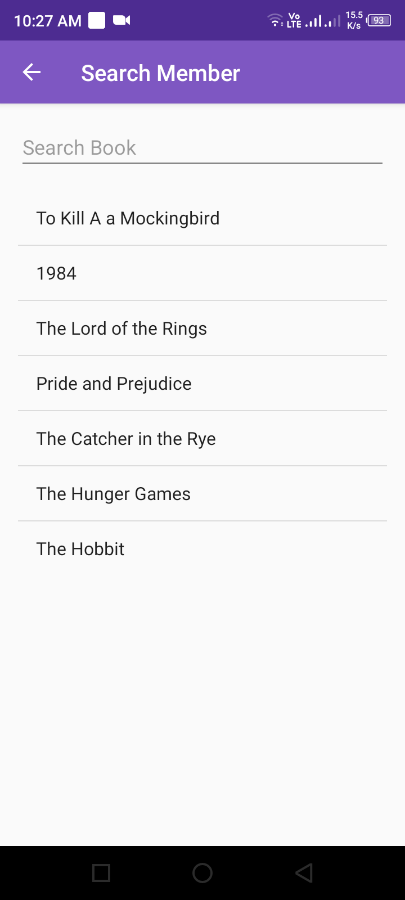 10:27 AM
Vo LTE
15.5 K/s
93
Search Member
Search Book
To Kill A a Mockingbird
1984
The Lord of the Rings
Pride and Prejudice
The Catcher in the Rye
The Hunger Games
The Hobbit